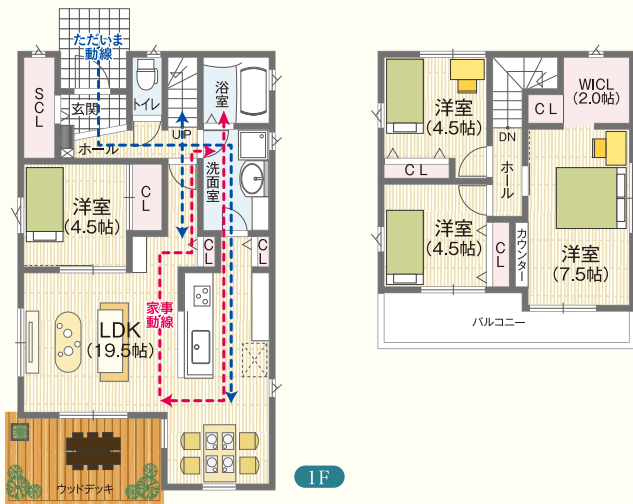 ただいま
動線
SCL
玄関
トイレ
浴室
UP
ホール
洗面室
洋室
(4.5帖)
CL
CL
CL
家事
動線
LDK
(19.5帖)
ウッドデッキ
1F
洋室
(4.5帖)
CL
DN
ホール
CL
WICL
(2.0帖)
洋室
(4.5帖)
CL
カウンター
洋室
(7.5帖)
バルコニー